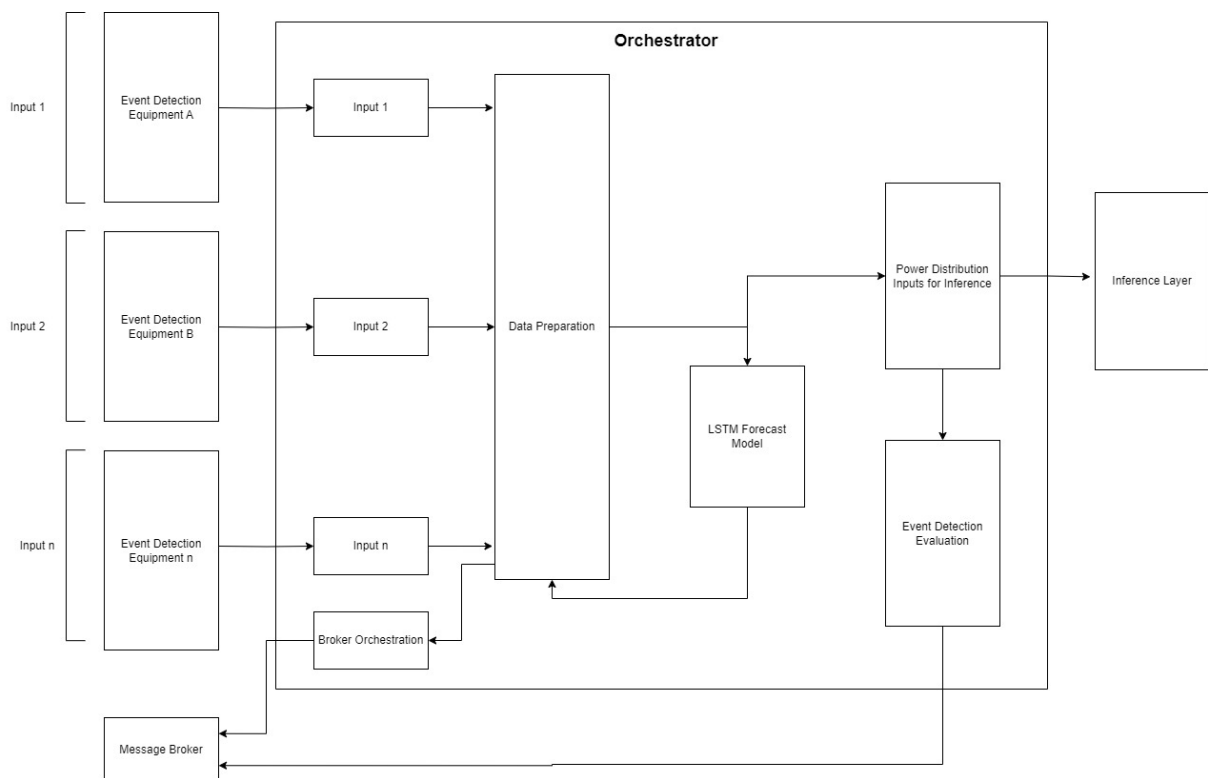 Orchestrator
Input 1
Event Detection
Equipment A
Input 1
Input 2
Event Detection
Equipment B
Input 2
Data Preparation
Power Distribution
Inputs for Inference
Inference Layer
LSTM Forecast
Model
Input n
Event Detection
Equipment n
Input n
Event Detection
Evaluation
Broker Orchestration
Message Broker